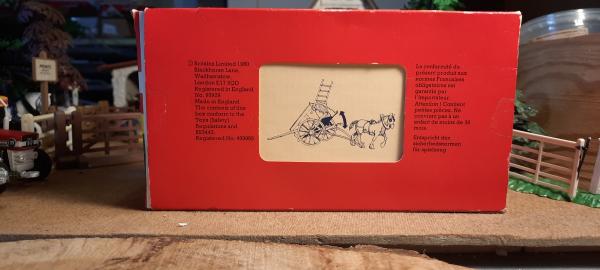 © Britains Limited 1980
Blackhorse Lane,
Walthamstow,
London E17 5QD
Registered in England
No. 93929
Made in England
The contents of this
box conform to the
Toys (Safety)
Regulations and
Registered No.
La conformité du
présent produit aux
normes Françaises
obligatoires est
garantie par
l'importeur.
Attention! Contient
petites pièces. Ne
convient pas à un
enfant de moins de 36
mois.
Entspricht den
sicherheitsnormen
für spielzeug